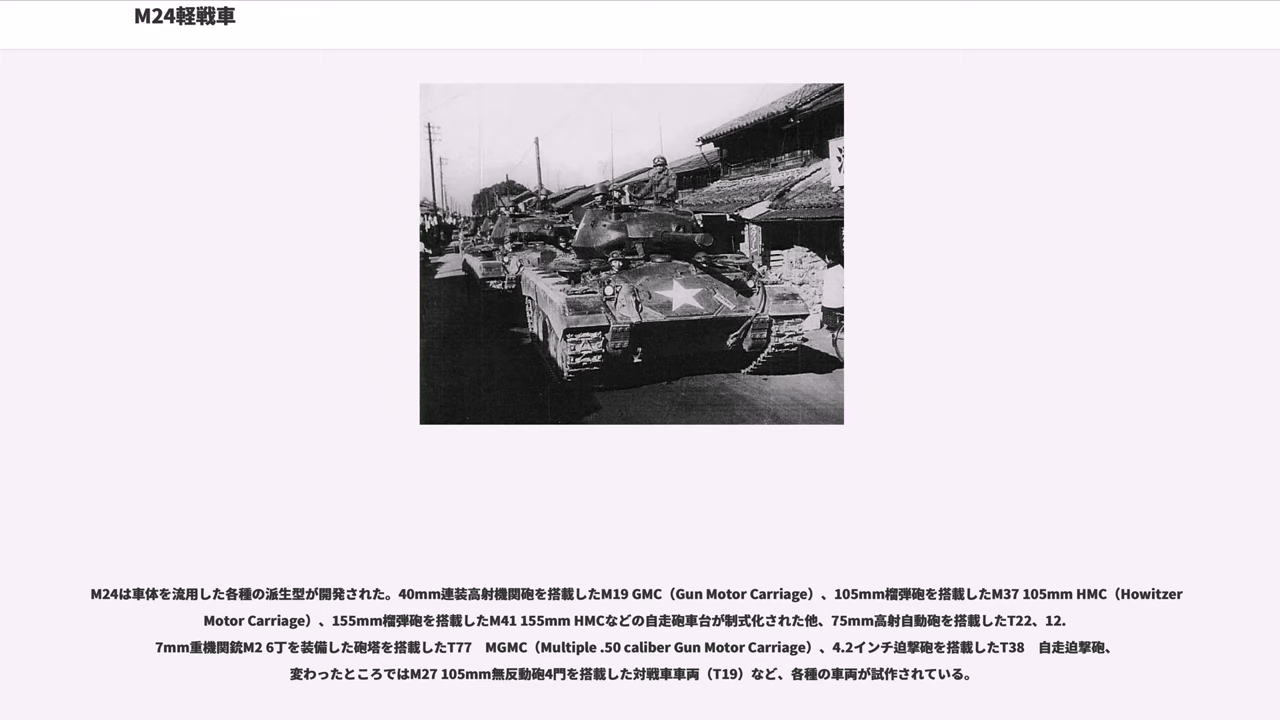 M24軽戦車
M24は車体を流用した各種の派生型が開発された。40mm連装高射機関砲を搭載したM19 GMC（Gun Motor Carriage）、105mm榴弾砲を搭載したM37 105mm HMC（Howitzer
Motor Carriage）、155mm榴弾砲を搭載したM41 155mm HMCなどの自走砲車台が制式化された他、75mm高射自動砲を搭載したT22、12.
7mm重機関銃M2 6丁を装備した砲塔を搭載したT77　MGMC（Multiple .50 caliber Gun Motor Carriage）、4.2インチ迫撃砲を搭載したT38　自走迫撃砲、
変わったところではM27 105mm無反動砲4門を搭載した対戦車車両（T19）など、各種の車両が試作されている。